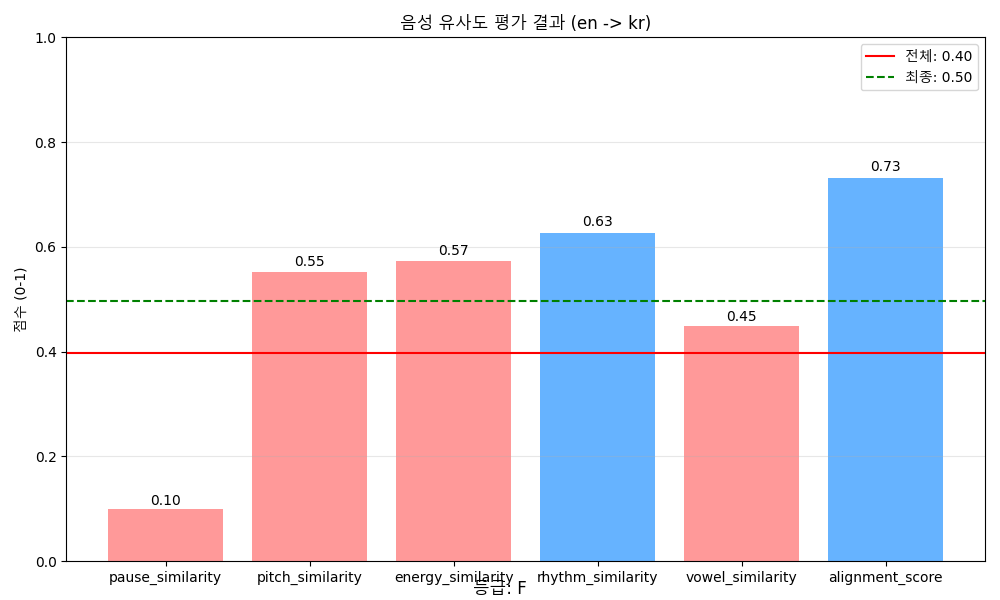 음성 유사도 평가 결과 (en -> kr)
전체: 0.40
최종: 0.50
점수 (0-1)
1.0
0.8
0.6
0.4
0.2
0.0
0.10
0.55
0.57
0.63
0.45
0.73
pause_similarity pitch_similarity energy_similarity rhythm_similarity vowel_similarity alignment_score
등급: F